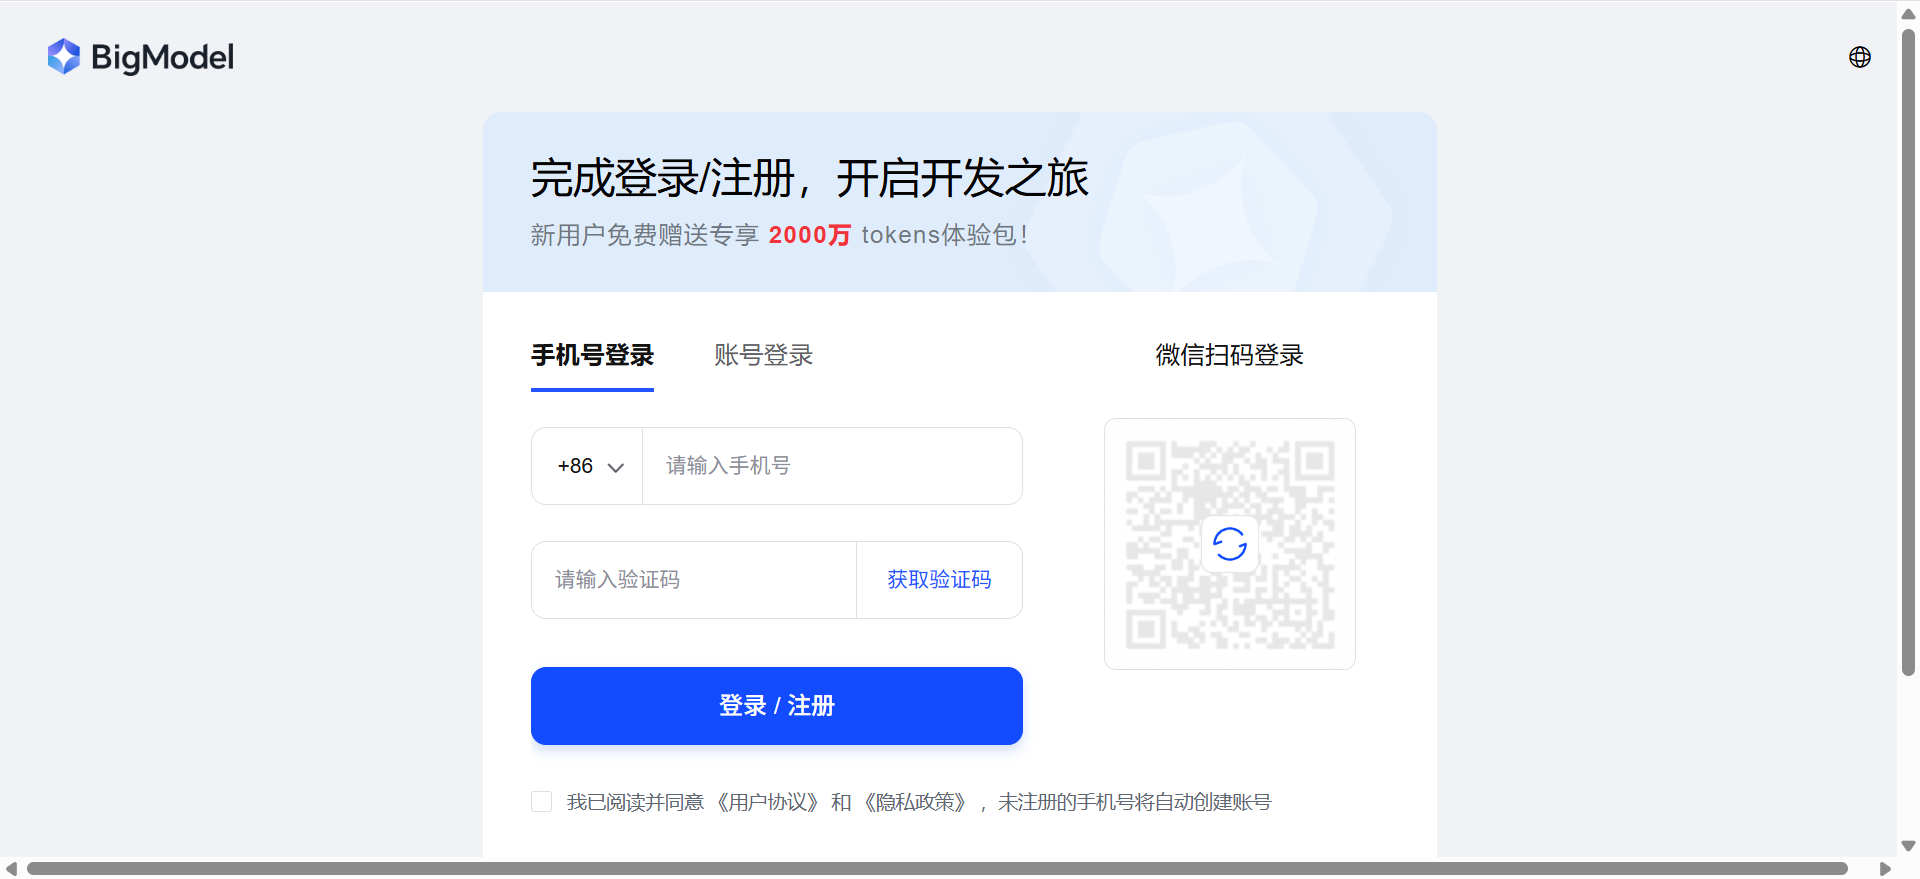 BigModel
完成登录/注册，开启开发之旅
新用户免费赠送专享 2000万 tokens体验包！
手机号登录
账号登录
微信扫码登录
+86
请输入手机号
请输入验证码
获取验证码
登录 / 注册
我已阅读并同意《用户协议》 和 《隐私政策》 ，未注册的手机号将自动创建账号